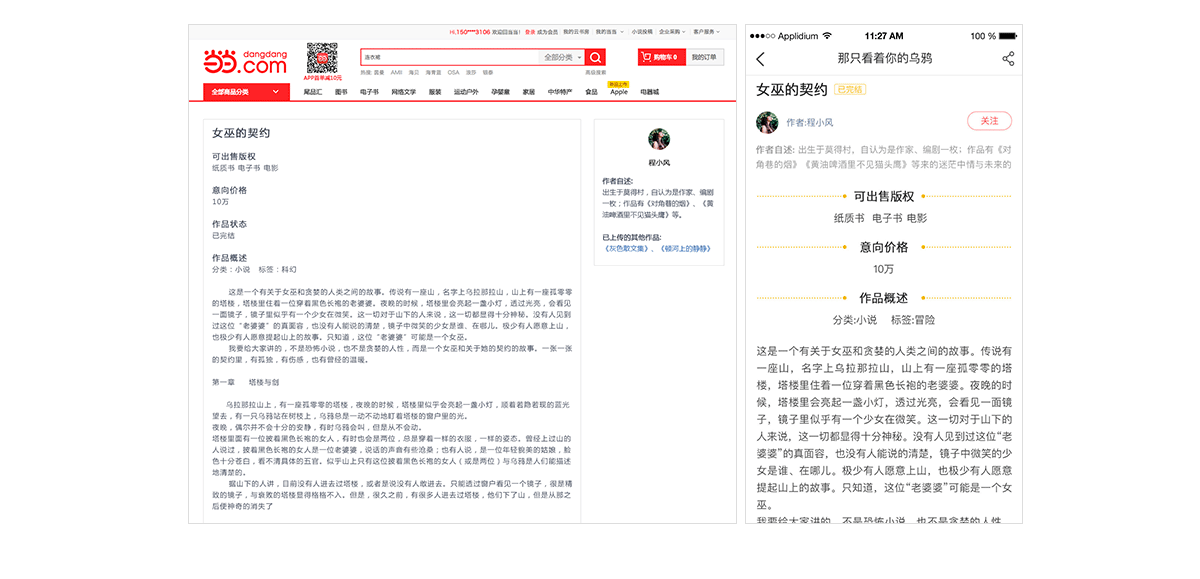 Hi,150****3106 欢迎回当当! 登录 成为会员 我的云书房 我的当当 小说投稿 企业采购 客户服务
dangdang
当当.com
APP首单减10元
连衣裙 全部分类
购物车 0 我的订单
热搜: 面量 AMII 海贝 海青蓝 OSA 浪莎 银泰 高级搜索
新品上市
全部商品分类 尾品汇 图书 电子书 网络文学 服装 运动户外 孕婴童 家居 中华特产 食品 Apple 电器城
女巫的契约
可出售版权
纸质书 电子书 电影
意向价格
10万
作品状态
已完结
作品概述
分类：小说 标签：科幻
这是一个有关于女巫和贪婪的人类之间的故事。传说有一座山，名字上乌拉那拉山，山上有一座孤零零
的塔楼，塔楼里住着一位穿着黑色长袍的老婆婆。夜晚的时候，塔楼里会亮起一盏小灯，透过光亮，会看见
一面镜子，镜子里似乎有一个少女在微笑。这一切对于山下的人来说，这一切都显得十分神秘。没有人见到
过这位“老婆婆”的真面容，也没有人能说的清楚，镜子中微笑的少女是谁、在哪儿。极少有人愿意上山，
也极少有人愿意提起山上的故事。只知道，这位“老婆婆”可能是一个女巫。
我要给大家讲的，不是恐怖小说，也不是贪婪的人性，而是一个女巫和关于她的契约的故事。一张一张
的契约里，有孤独，有伤感，也有曾经的温暖。
第一章 塔楼与剑
乌拉那拉山上，有一座孤零零的塔楼，夜晚的时候，塔楼里似乎会亮起一盏小灯，顺着若隐若现的蓝光
望去，有一只乌鸦站在树梢上，乌鸦总是一动不动地盯着塔楼的窗户里的光。
夜晚，偶尔并不会十分的安静，有时乌鸦会叫，但是从不会动。
塔楼里面有一位披着黑色长袍的女人，有时也会是两位，总是穿着一样的衣服，一样的姿态。曾经上过山的
人说过，披着黑色长袍的女人是一位老婆婆，说话的声音有些沧桑；也有人说，是一位年轻貌美的姑娘，脸
色十分苍白，看不清具体的五官。似乎山上只有这位披着黑色长袍的女人（或是两位）与乌鸦是人们能描述
地清楚的。
据山下的人讲，目前没有人进去过塔楼，或者是说没有人敢进去。只能透过窗户看见一个镜子，很是精
致的镜子，与衰败的塔楼显得格格不入。但是，很久之前，有很多人进去过塔楼，他们下了山，但是从那之
后便神奇的消失了
程小风
作者自述:
出生于莫得村，自认为是作家、编剧
一枚；作品有《对角巷的烟》、《黄
油啤酒里不见猫头鹰》等。
已上传的其他作品:
《灰色散文集》、《顿河上的静静》
Applidium 11:27 AM 100 %
那只看着你的乌鸦
女巫的契约 已完结
作者:程小风 关注
作者自述: 出生于莫得村，自认为是作家、编剧一枚；作品有《对
角巷的烟》《黄油啤酒里不见猫头鹰》等来的迷茫中情与未来的
可出售版权
纸质书 电子书 电影
意向价格
10万
作品概述
分类:小说 标签:冒险
这是一个有关于女巫和贪婪的人类之间的故事。传说有
一座山，名字上乌拉那拉山，山上有一座孤零零的塔
楼，塔楼里住着一位穿着黑色长袍的老婆婆。夜晚的时
候，塔楼里会亮起一盏小灯，透过光亮，会看见一面镜
子，镜子里似乎有一个少女在微笑。这一切对于山下的
人来说，这一切都显得十分神秘。没有人见到过这位“老
婆婆”的真面容，也没有人能说的清楚，镜子中微笑的少
女是谁、在哪儿。极少有人愿意上山，也极少有人愿意
提起山上的故事。只知道，这位“老婆婆”可能是一个女
巫。
我要给大家讲的，不是恐怖小说，也不是贪婪的人性，